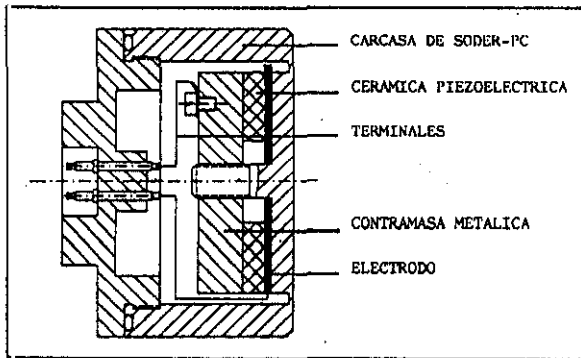 CARCASA DE SODER-PC
CERAMICA PIEZOELECTRICA
TERMINALES
CONTRAMASA METALICA
ELECTRODO